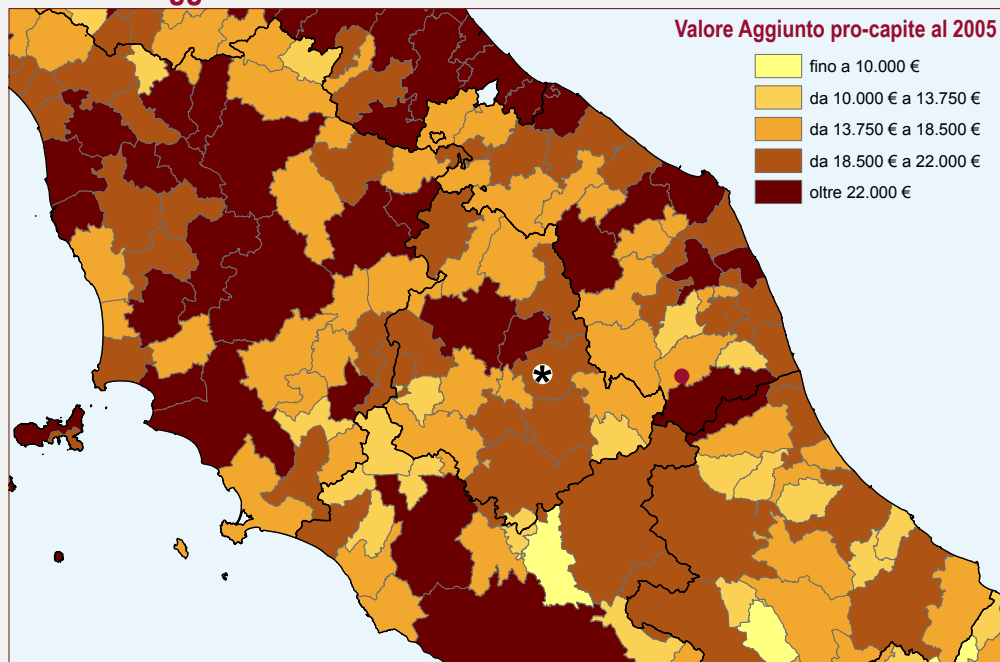 Valore Aggiunto pro-capite al 2005
fino a 10.000 €
da 10.000 € a 13.750 €
da 13.750 € a 18.500 €
da 18.500 € a 22.000 €
oltre 22.000 €